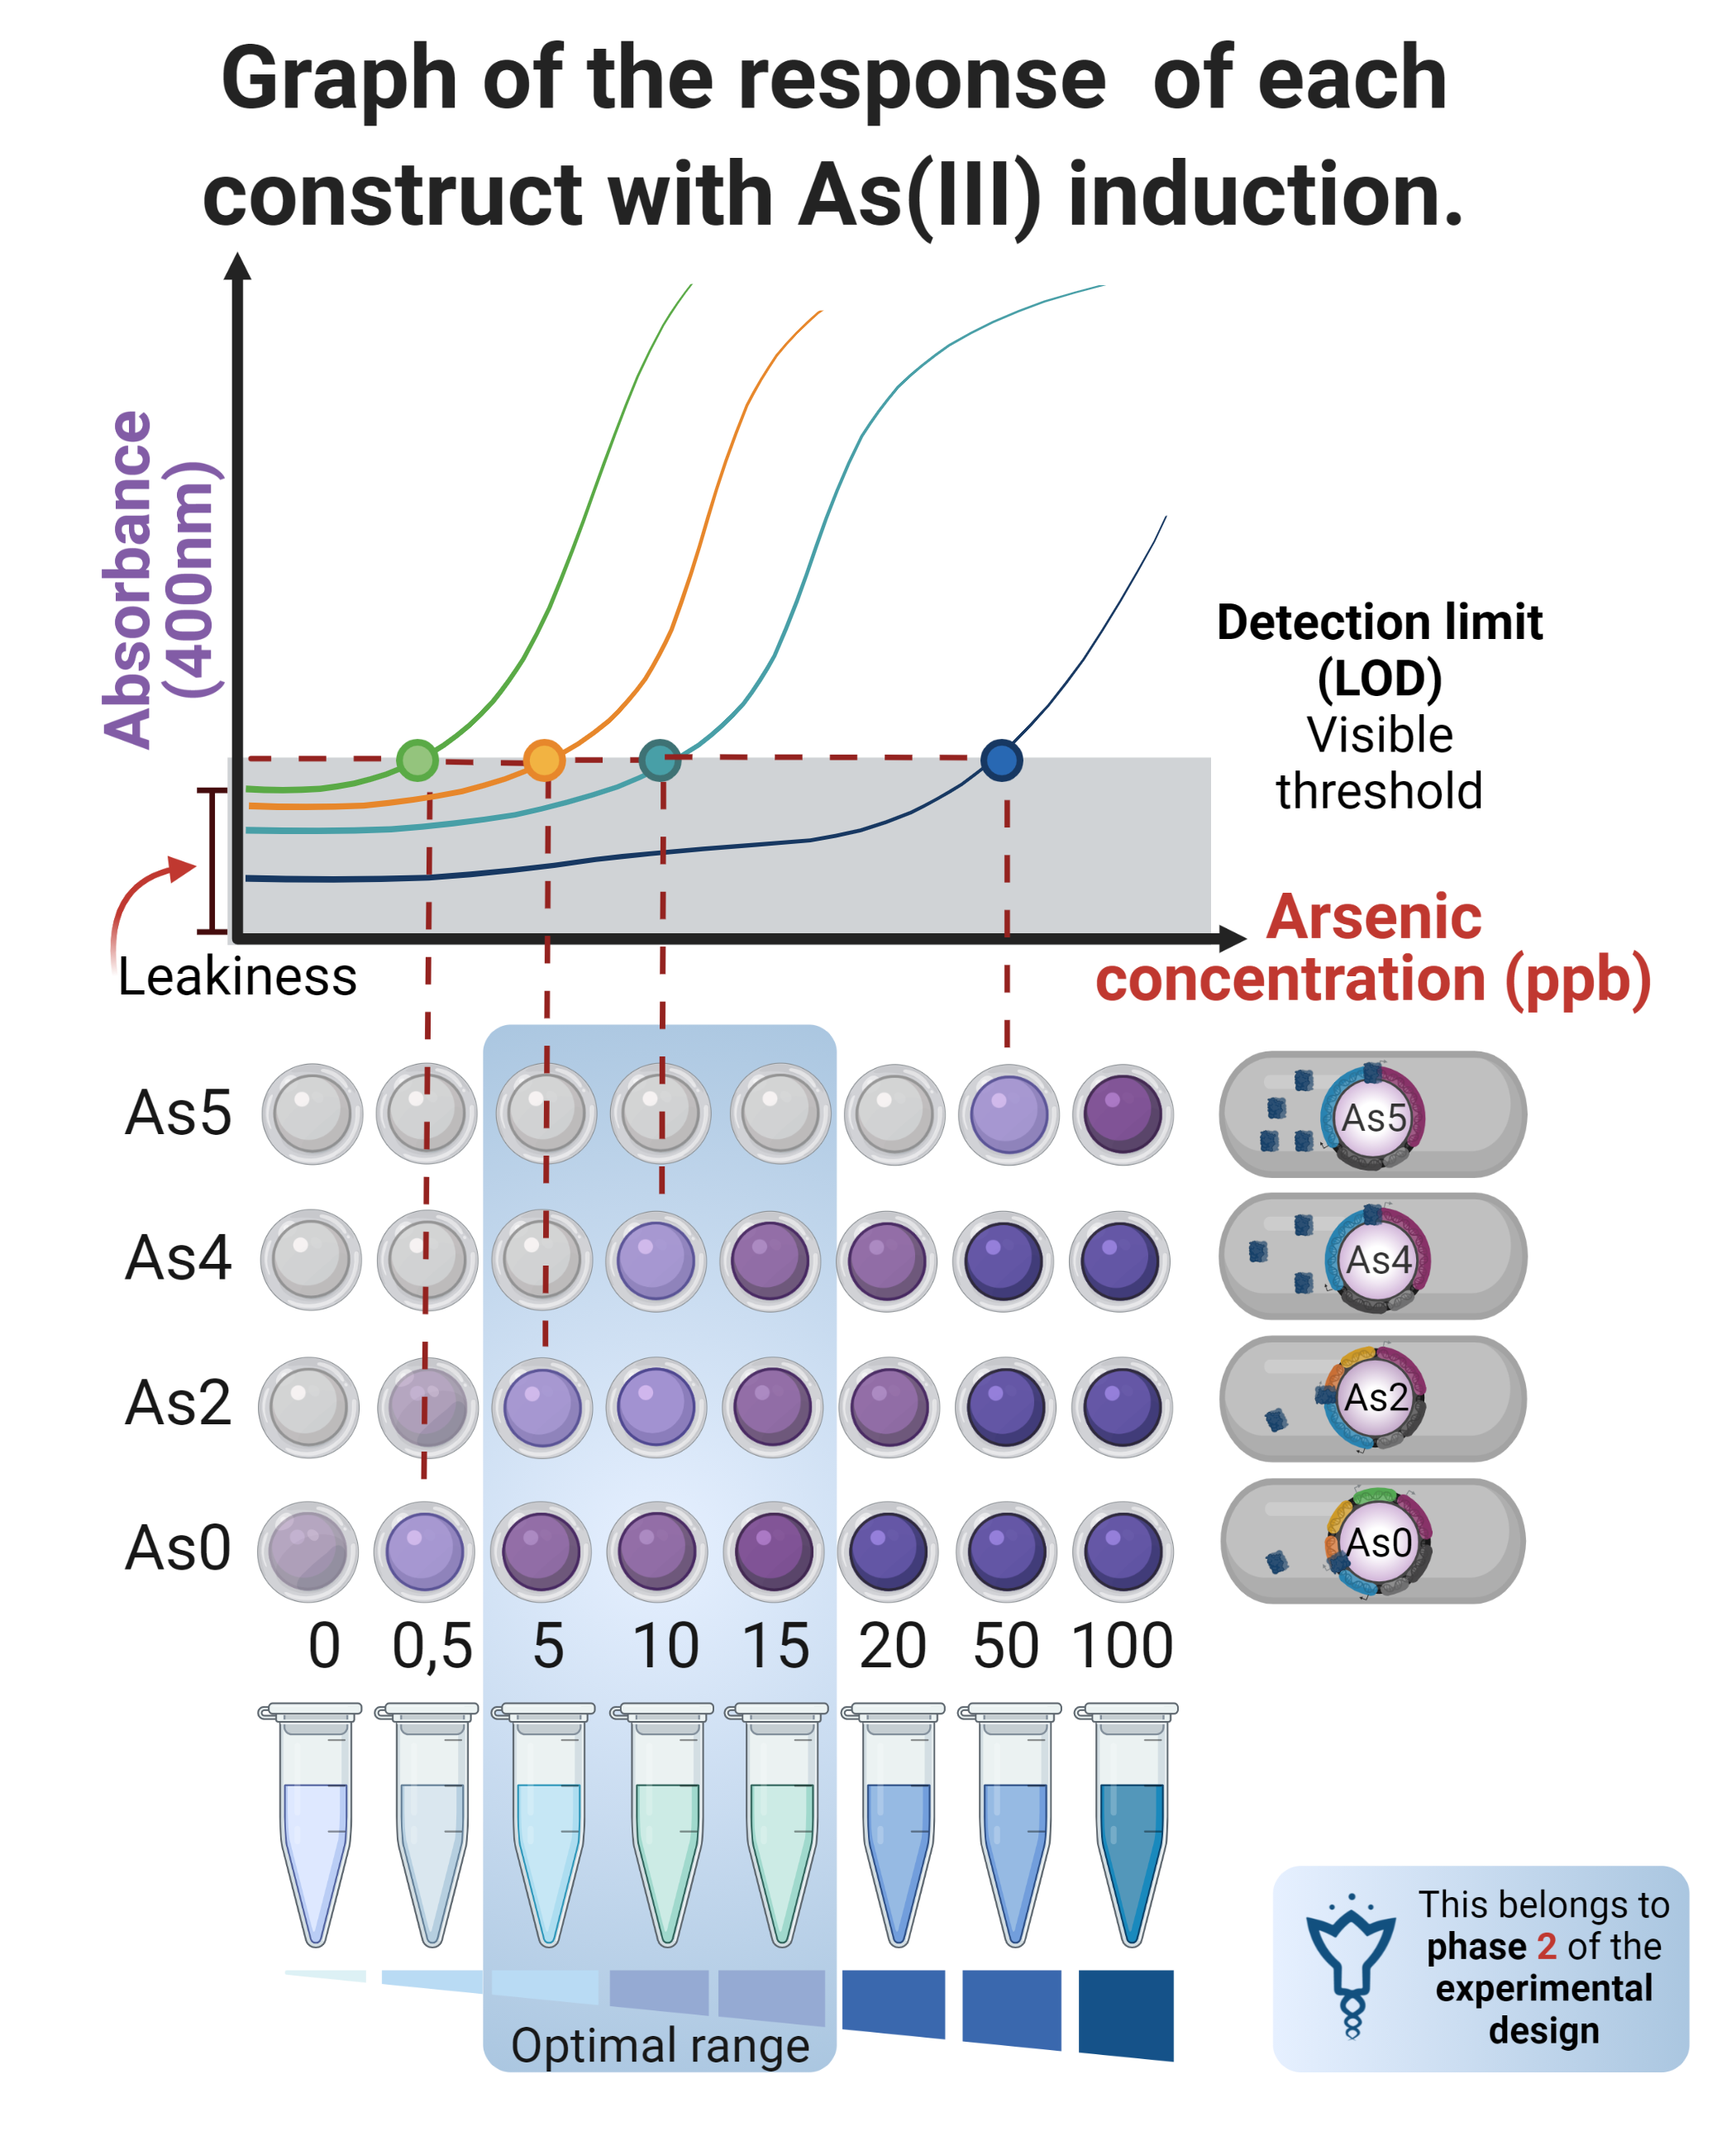 Graph of the response  of each
construct with As(III) induction.
Absorbance
(400nm)
Detection limit
(LOD)
Visible
threshold
Arsenic
concentration (ppb)
Leakiness
As5
As5
As4
As4
As2
As2
As0
As0
0 0,5 5 10 15 20 50 100
Optimal range
This belongs to
phase 2 of the
experimental
design